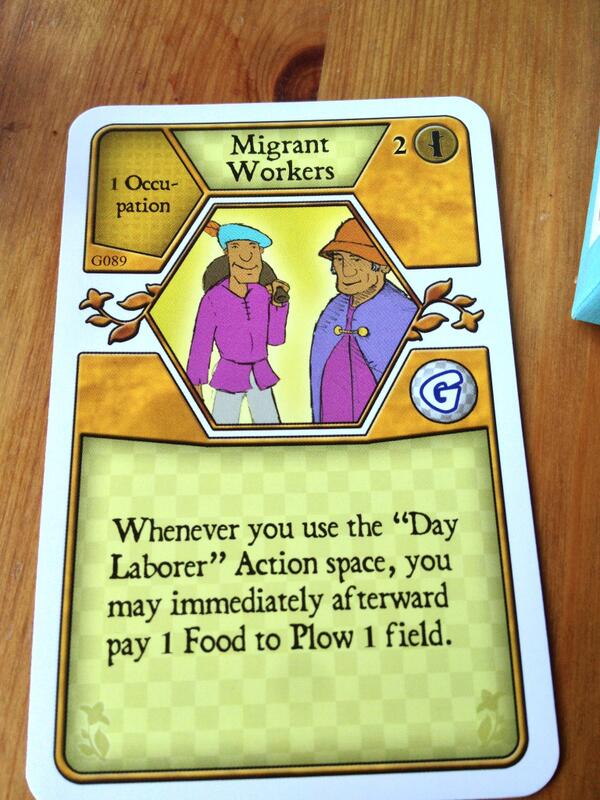 Migrant
Workers
2
1 Occu-
pation
G089
G
Whenever you use the “Day
Laborer” Action space, you
may immediately afterward
pay 1 Food to Plow 1 field.